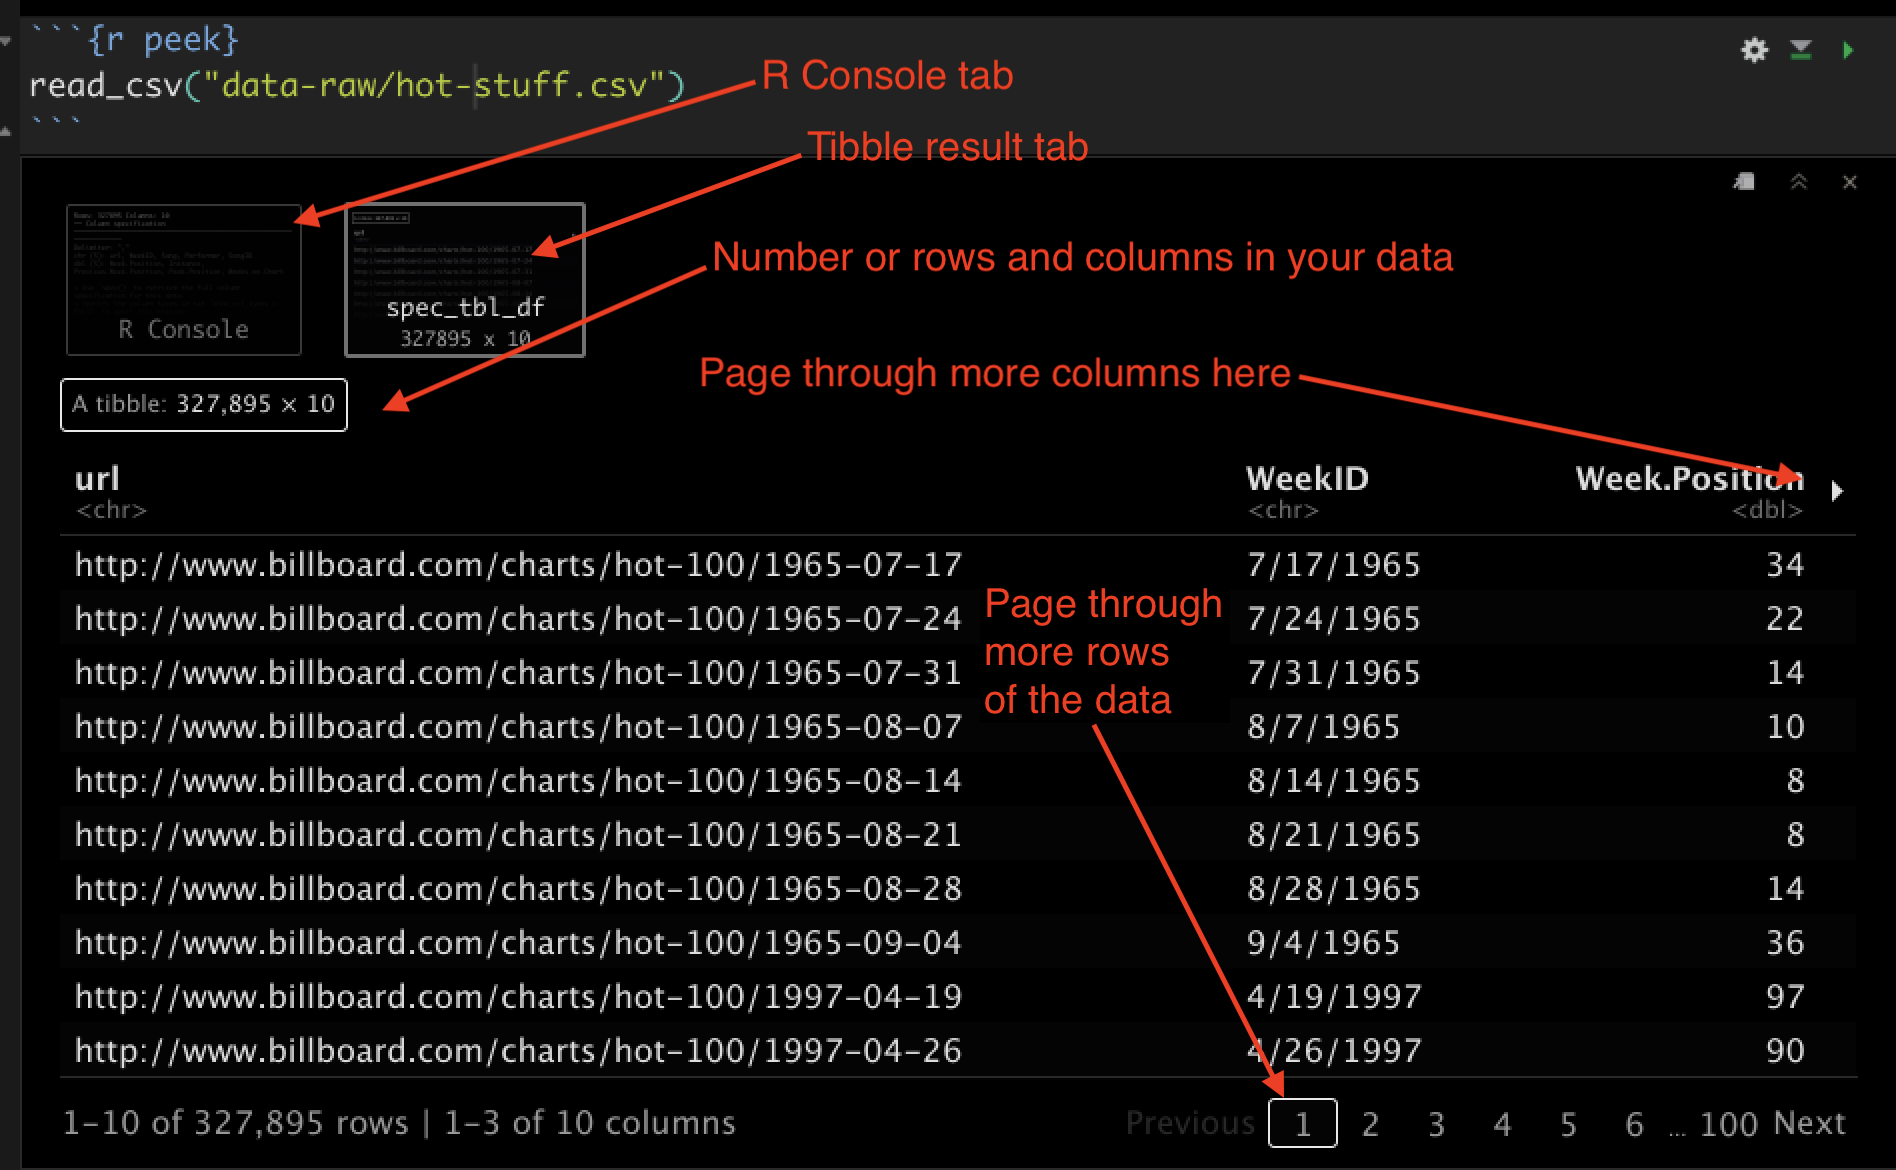 ```{r peek}
read_csv("data-raw/hot-stuff.csv")
```
R Console tab
Tibble result tab
Number or rows and columns in your data
Page through more columns here
R Console
spec_tbl_df
327895 x 10
A tibble: 327,895 × 10
url WeekID Week.Position
<chr> <chr> <dbl>
http://www.billboard.com/charts/hot-100/1965-07-17 7/17/1965 34
http://www.billboard.com/charts/hot-100/1965-07-24 7/24/1965 22
http://www.billboard.com/charts/hot-100/1965-07-31 7/31/1965 14
http://www.billboard.com/charts/hot-100/1965-08-07 8/7/1965 10
http://www.billboard.com/charts/hot-100/1965-08-14 8/14/1965 8
http://www.billboard.com/charts/hot-100/1965-08-21 8/21/1965 8
http://www.billboard.com/charts/hot-100/1965-08-28 8/28/1965 14
http://www.billboard.com/charts/hot-100/1965-09-04 9/4/1965 36
http://www.billboard.com/charts/hot-100/1997-04-19 4/19/1997 97
http://www.billboard.com/charts/hot-100/1997-04-26 4/26/1997 90
Page through
more rows
of the data
1-10 of 327,895 rows | 1-3 of 10 columns
Previous 1 2 3 4 5 6 ... 100 Next